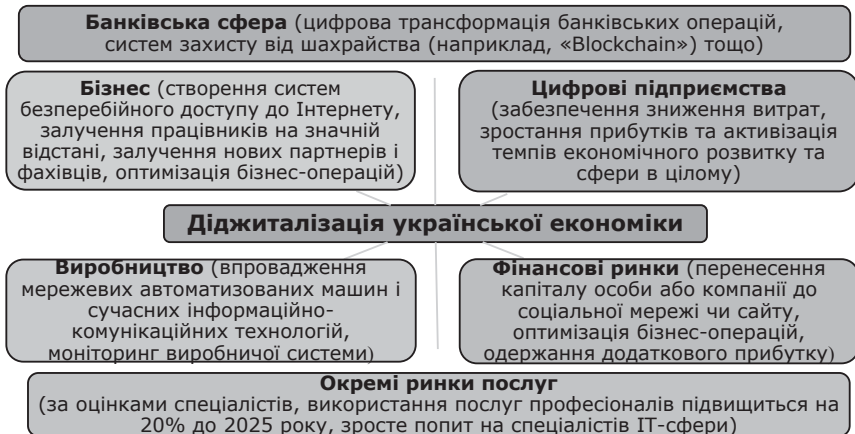 Банківська сфера (цифрова трансформація банківських операцій,
систем захисту від шахрайства (наприклад, «Blockchain») тощо)
Бізнес (створення систем
безперебійного доступу до Інтернету,
залучення працівників на значній
відстані, залучення нових партнерів і
фахівців, оптимізація бізнес-операцій)
Цифрові підприємства
(забезпечення зниження витрат,
зростання прибутків та активізація
темпів економічного розвитку та
сфери в цілому)
Діджиталізація української економіки
Виробництво (впровадження
мережевих автоматизованих машин і
сучасних інформаційно-
комунікаційних технологій,
моніторинг виробничої системи)
Фінансові ринки (перенесення
капіталу особи або компанії до
соціальної мережі чи сайту,
оптимізація бізнес-операцій,
одержання додаткового прибутку)
Окремі ринки послуг
(за оцінками спеціалістів, використання послуг професіоналів підвищиться на
20% до 2025 року, зросте попит на спеціалістів ІТ-сфери)